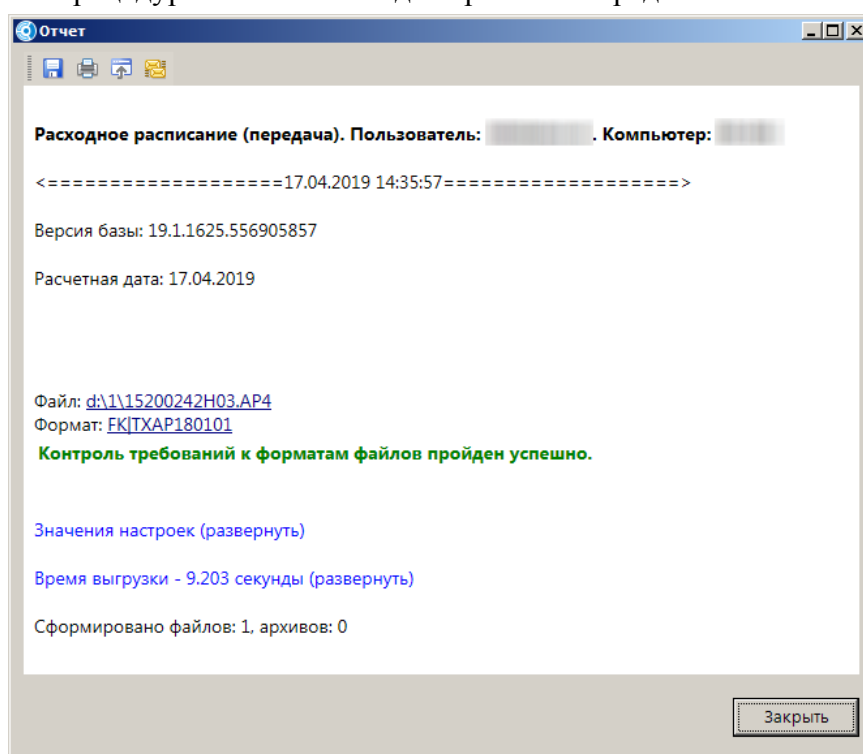 Отчет
Расходное расписание (передача). Пользователь: . Компьютер:
<===================17.04.2019 14:35:57===================>
Версия базы: 19.1.1625.556905857
Расчетная дата: 17.04.2019
Файл: d:\1\15200242H03.AP4
Формат: FK|TXAP180101
Контроль требований к форматам файлов пройден успешно.
Значения настроек (развернуть)
Время выгрузки - 9.203 секунды (развернуть)
Сформировано файлов: 1, архивов: 0
Закрыть